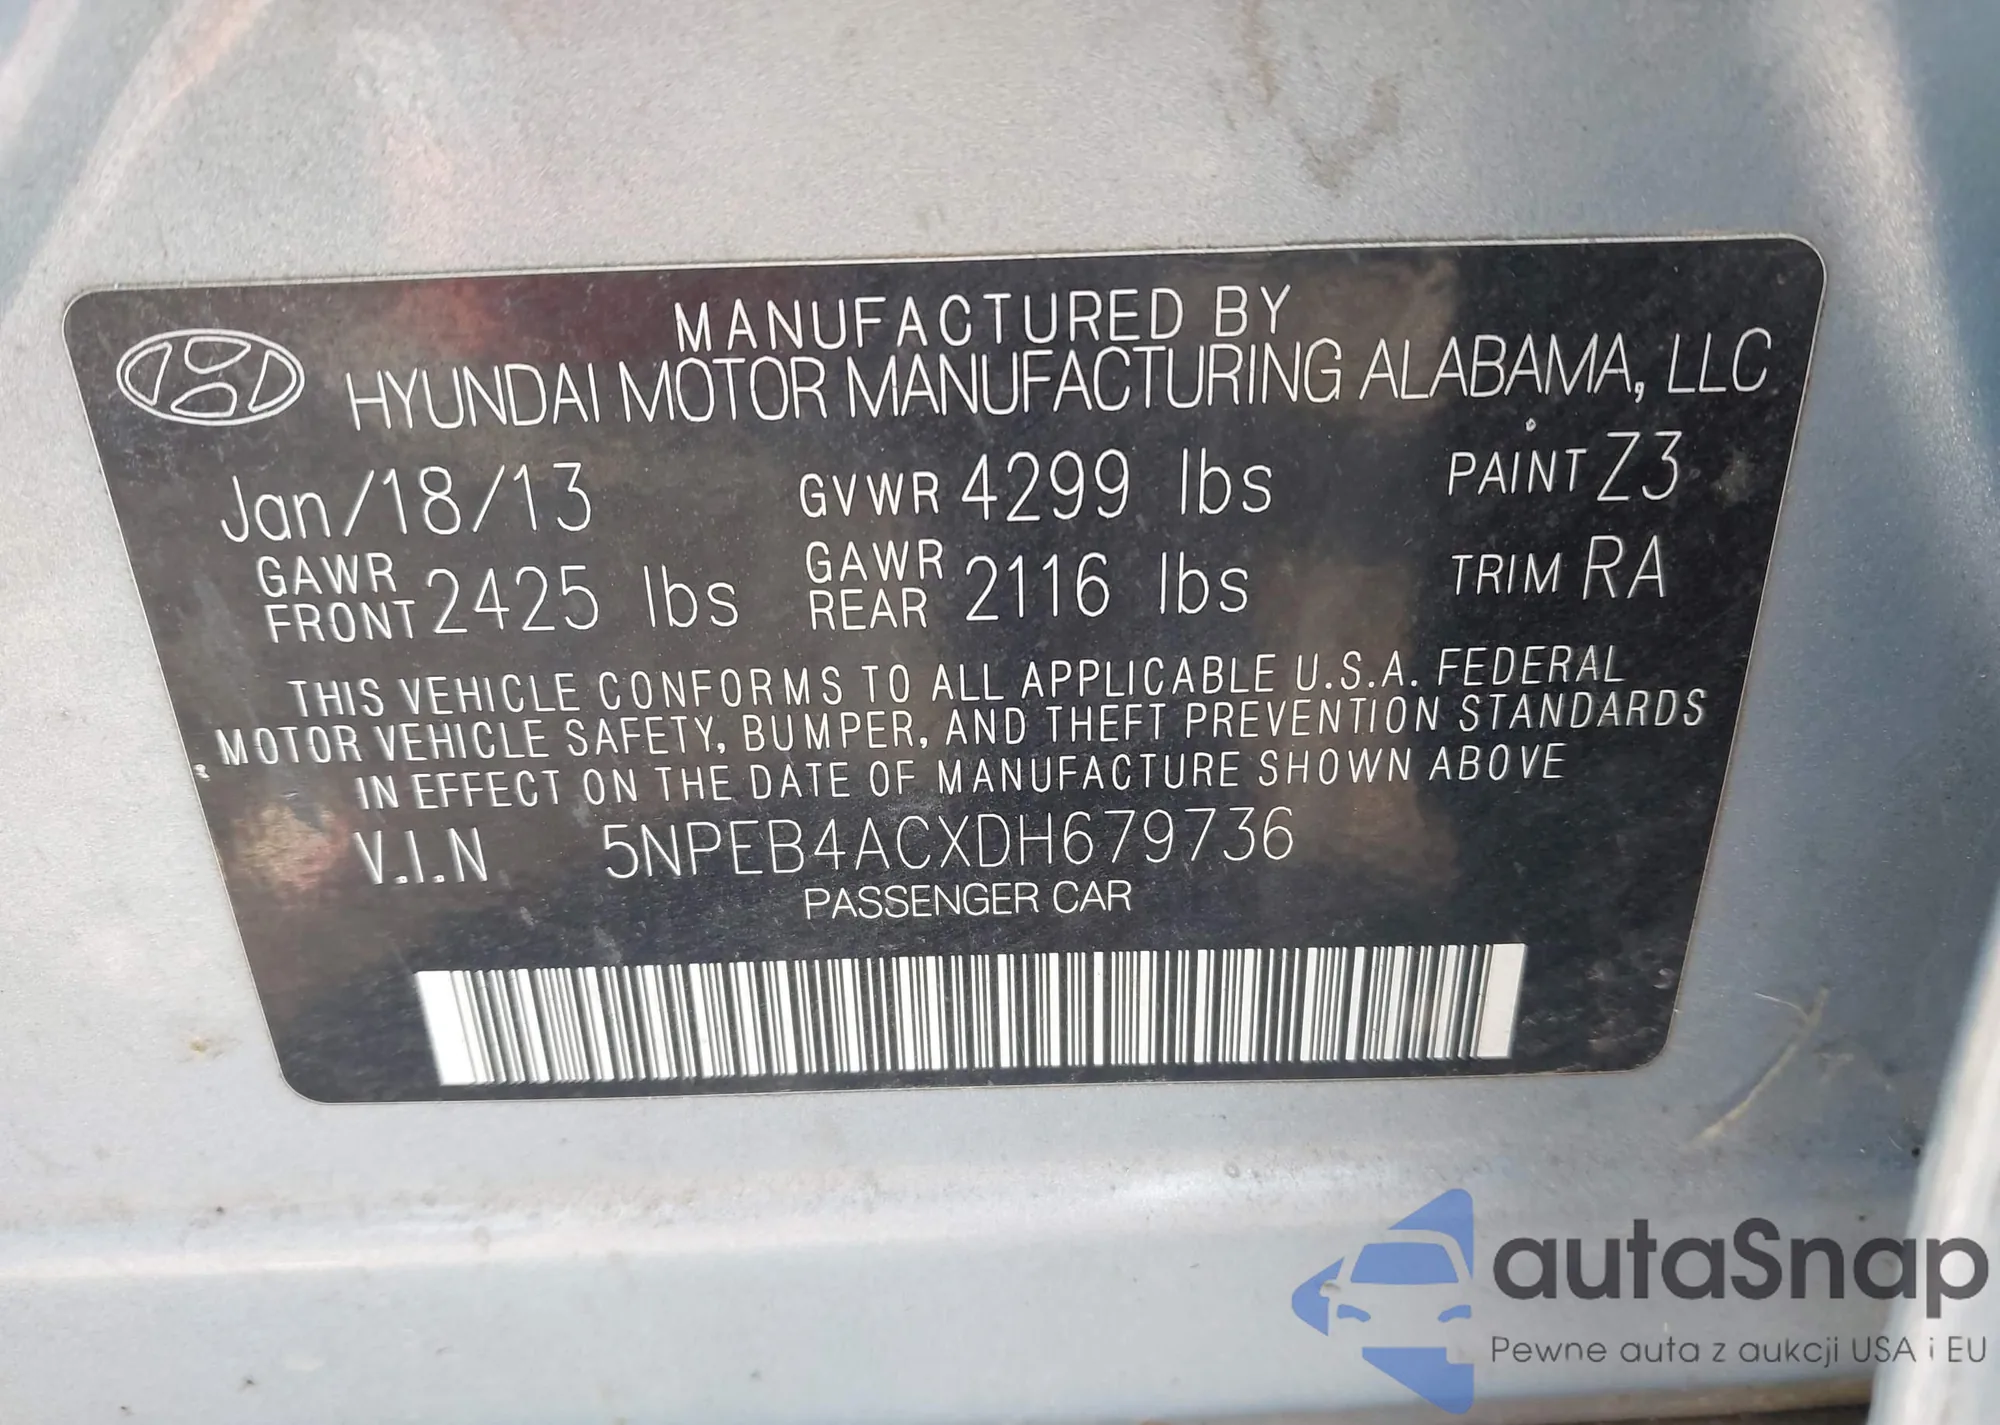 MANUFACTURED BY
HYUNDAI MOTOR MANUFACTURING ALABAMA, LLC
Jan/18/13 GVWR 4299 lbs PAINT Z3
GAWR FRONT 2425 lbs GAWR REAR 2116 lbs TRIM RA
THIS VEHICLE CONFORMS TO ALL APPLICABLE U.S.A. FEDERAL
MOTOR VEHICLE SAFETY, BUMPER, AND THEFT PREVENTION STANDARDS
IN EFFECT ON THE DATE OF MANUFACTURE SHOWN ABOVE
V.I.N 5NPEB4ACXDH679736
PASSENGER CAR
autaSnap
Pewne auta z aukcji USA i EU